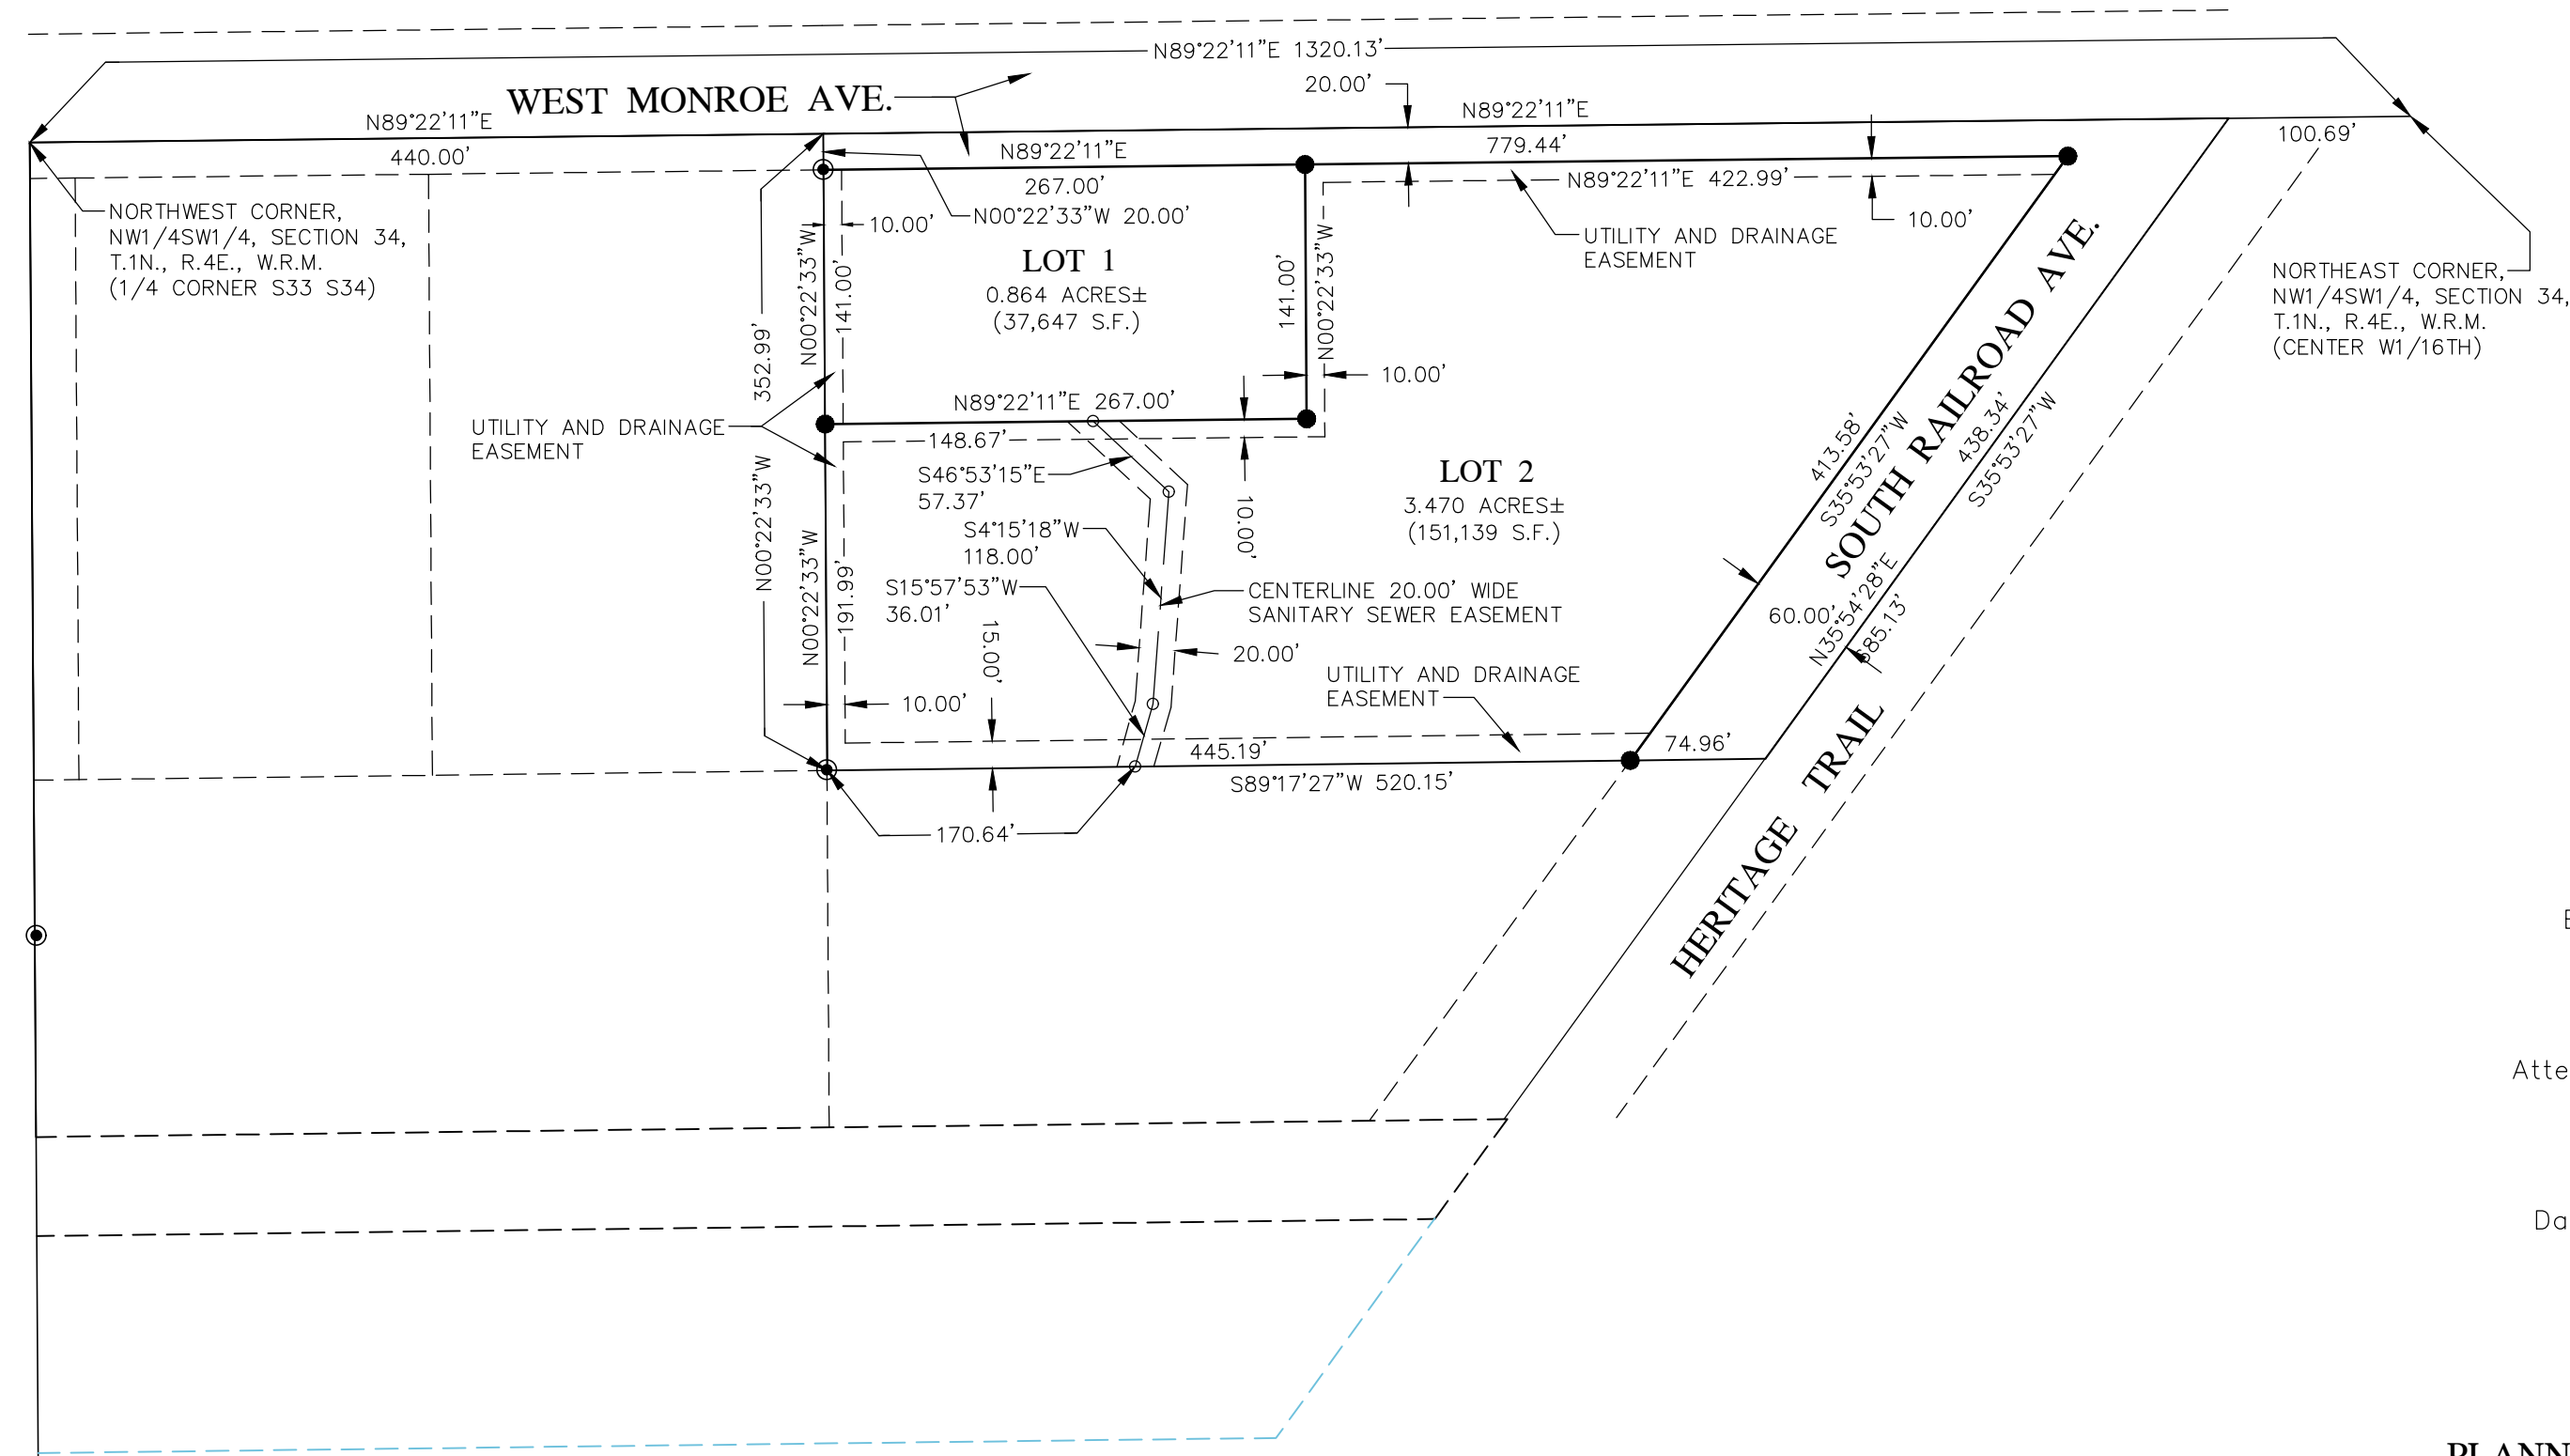 N89°22'11"E 1320.13'
20.00'
WEST MONROE AVE.
N89°22'11"E
N89°22'11"E
440.00'
N89°22'11"E
779.44'
100.69'
267.00'
N89°22'11"E 422.99'
NORTHWEST CORNER,
NW1/4SW1/4, SECTION 34,
T.1N., R.4E., W.R.M.
(1/4 CORNER S33 S34)
10.00'
N00°22'33"W 20.00'
10.00'
UTILITY AND DRAINAGE
EASEMENT
NORTHEAST CORNER,
NW1/4SW1/4, SECTION 34,
T.1N., R.4E., W.R.M.
(CENTER W1/16TH)
LOT 1
0.864 ACRES±
(37,647 S.F.)
N00°22'33"W
141.00'
141.00'
N00°22'33"W
352.99'
N00°22'33"W
10.00'
N89°22'11"E 267.00'
UTILITY AND DRAINAGE
EASEMENT
148.67'
S46°53'15"E
57.37'
10.00'
LOT 2
3.470 ACRES±
(151,139 S.F.)
413.58'
S35°53'27"W
SOUTH RAILROAD AVE.
438.34'
S35°53'27"W
S4°15'18"W
118.00'
S15°57'53"W
36.01'
CENTERLINE 20.00' WIDE
SANITARY SEWER EASEMENT
N00°22'33"W
191.99'
15.00'
20.00'
60.00'
N35°54'28"E
685.13'
10.00'
UTILITY AND DRAINAGE
EASEMENT
445.19'
74.96'
S89°17'27"W 520.15'
170.64'
HERITAGE TRAIL
Atte
Da
PLANN